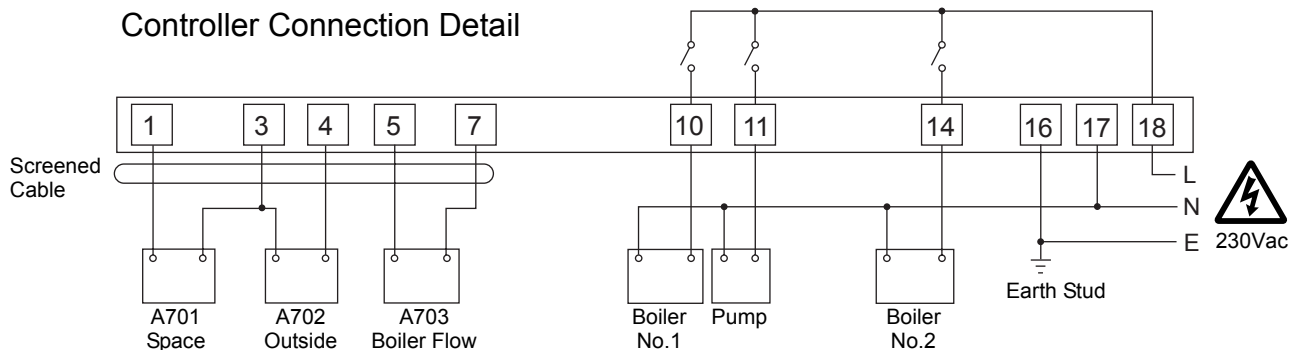 Controller Connection Detail
1 3 4 5 7 10 11 14 16 17 18
Screened
Cable
L
N
E
230Vac
Earth Stud
A701
Space
A702
Outside
A703
Boiler Flow
Boiler
No.1
Pump
Boiler
No.2